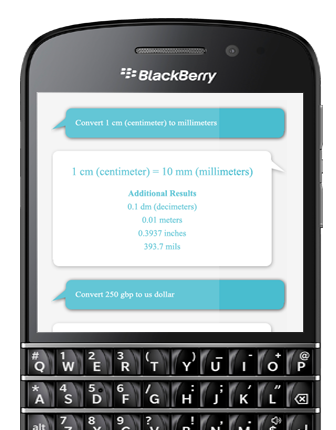 BlackBerry
Convert 1 cm (centimeter) to millimeters
1 cm (centimeter) = 10 mm (millimeters)
Additional Results
0.1 dm (decimeters)
0.01 meters
0.3937 inches
393.7 mils
Convert 250 gbp to us dollar
# Q 1 W 2 E 3 R ( T ) Y _ U - I + O @ P
* A 4 S 5 D 6 F / G : H ; J ' K " L
alt 7 Z 8 X 9 C ? V ! B , N . M $